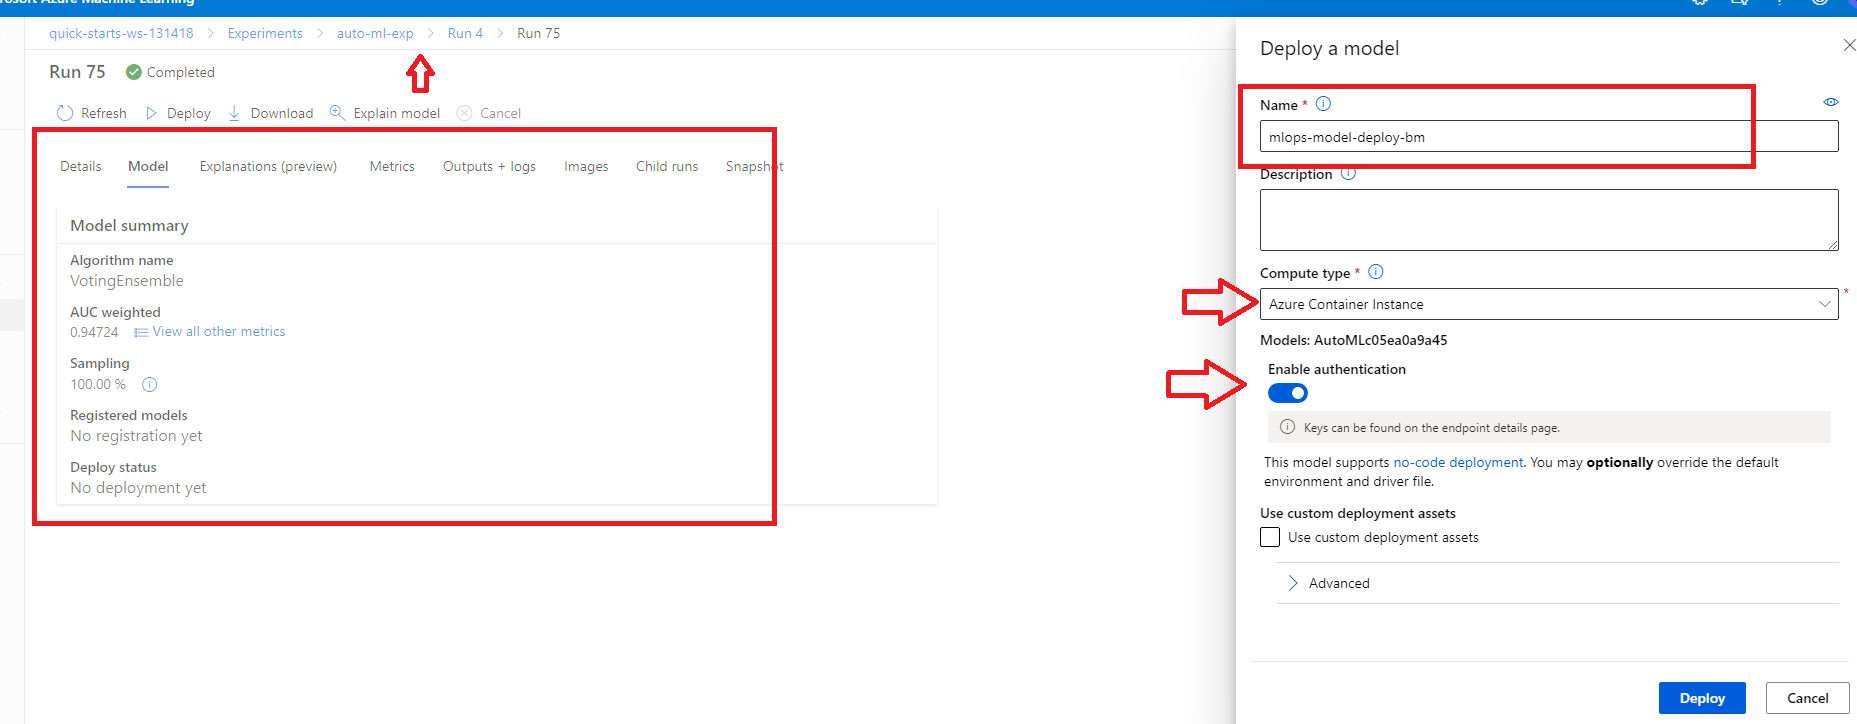 Microsoft Azure Machine Learning
quick-starts-ws-131418 > Experiments > auto-ml-exp > Run 4 > Run 75
Run 75 Completed
Refresh Deploy Download Explain model Cancel
Details Model Explanations (preview) Metrics Outputs + logs Images Child runs Snapshot
Model summary
Algorithm name
VotingEnsemble
AUC weighted
0.94724 View all other metrics
Sampling
100.00 %
Registered models
No registration yet
Deploy status
No deployment yet
Deploy a model
Name *
mlops-model-deploy-bm
Description
Compute type *
Azure Container Instance *
Models: AutoMLc05ea0a9a45
Enable authentication
Keys can be found on the endpoint details page.
This model supports no-code deployment. You may optionally override the default
environment and driver file.
Use custom deployment assets
Use custom deployment assets
Advanced
Deploy Cancel